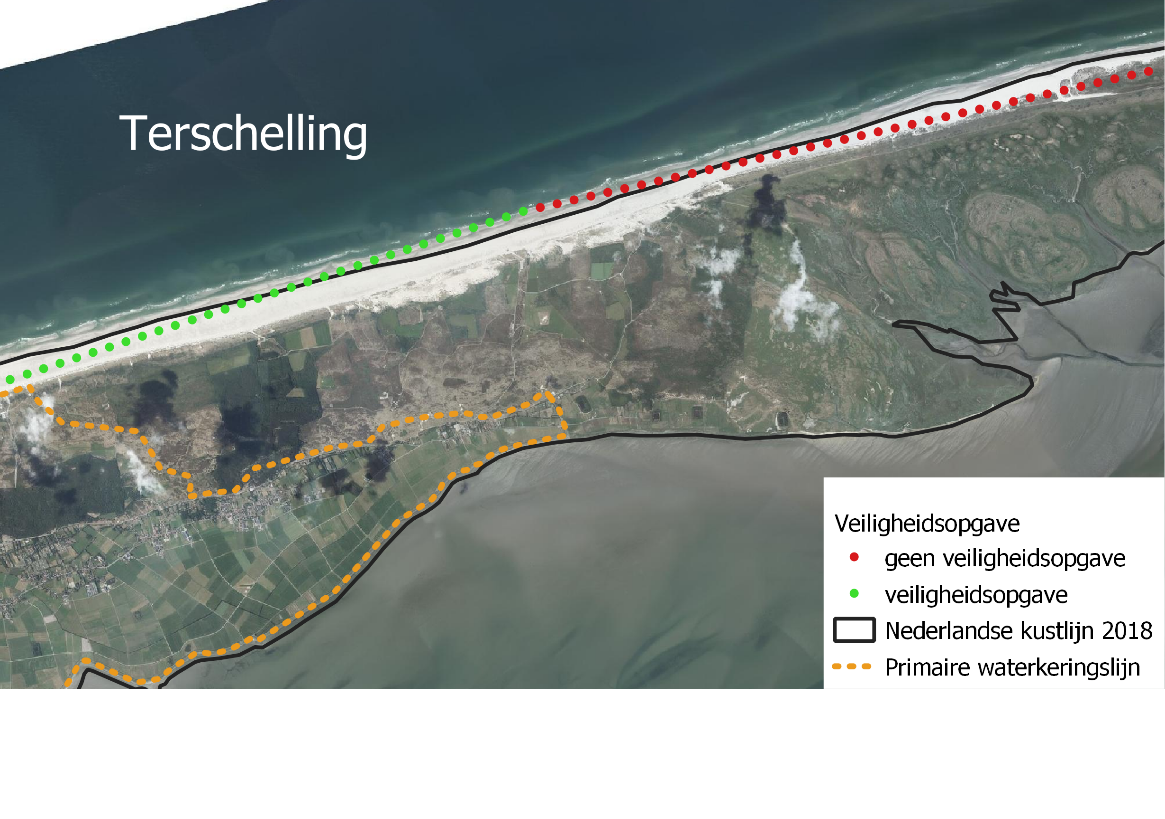 Terschelling
Veiligheidsopgave
geen veiligheidsopgave
veiligheidsopgave
Nederlandse kustlijn 2018
Primaire waterkeringslijn